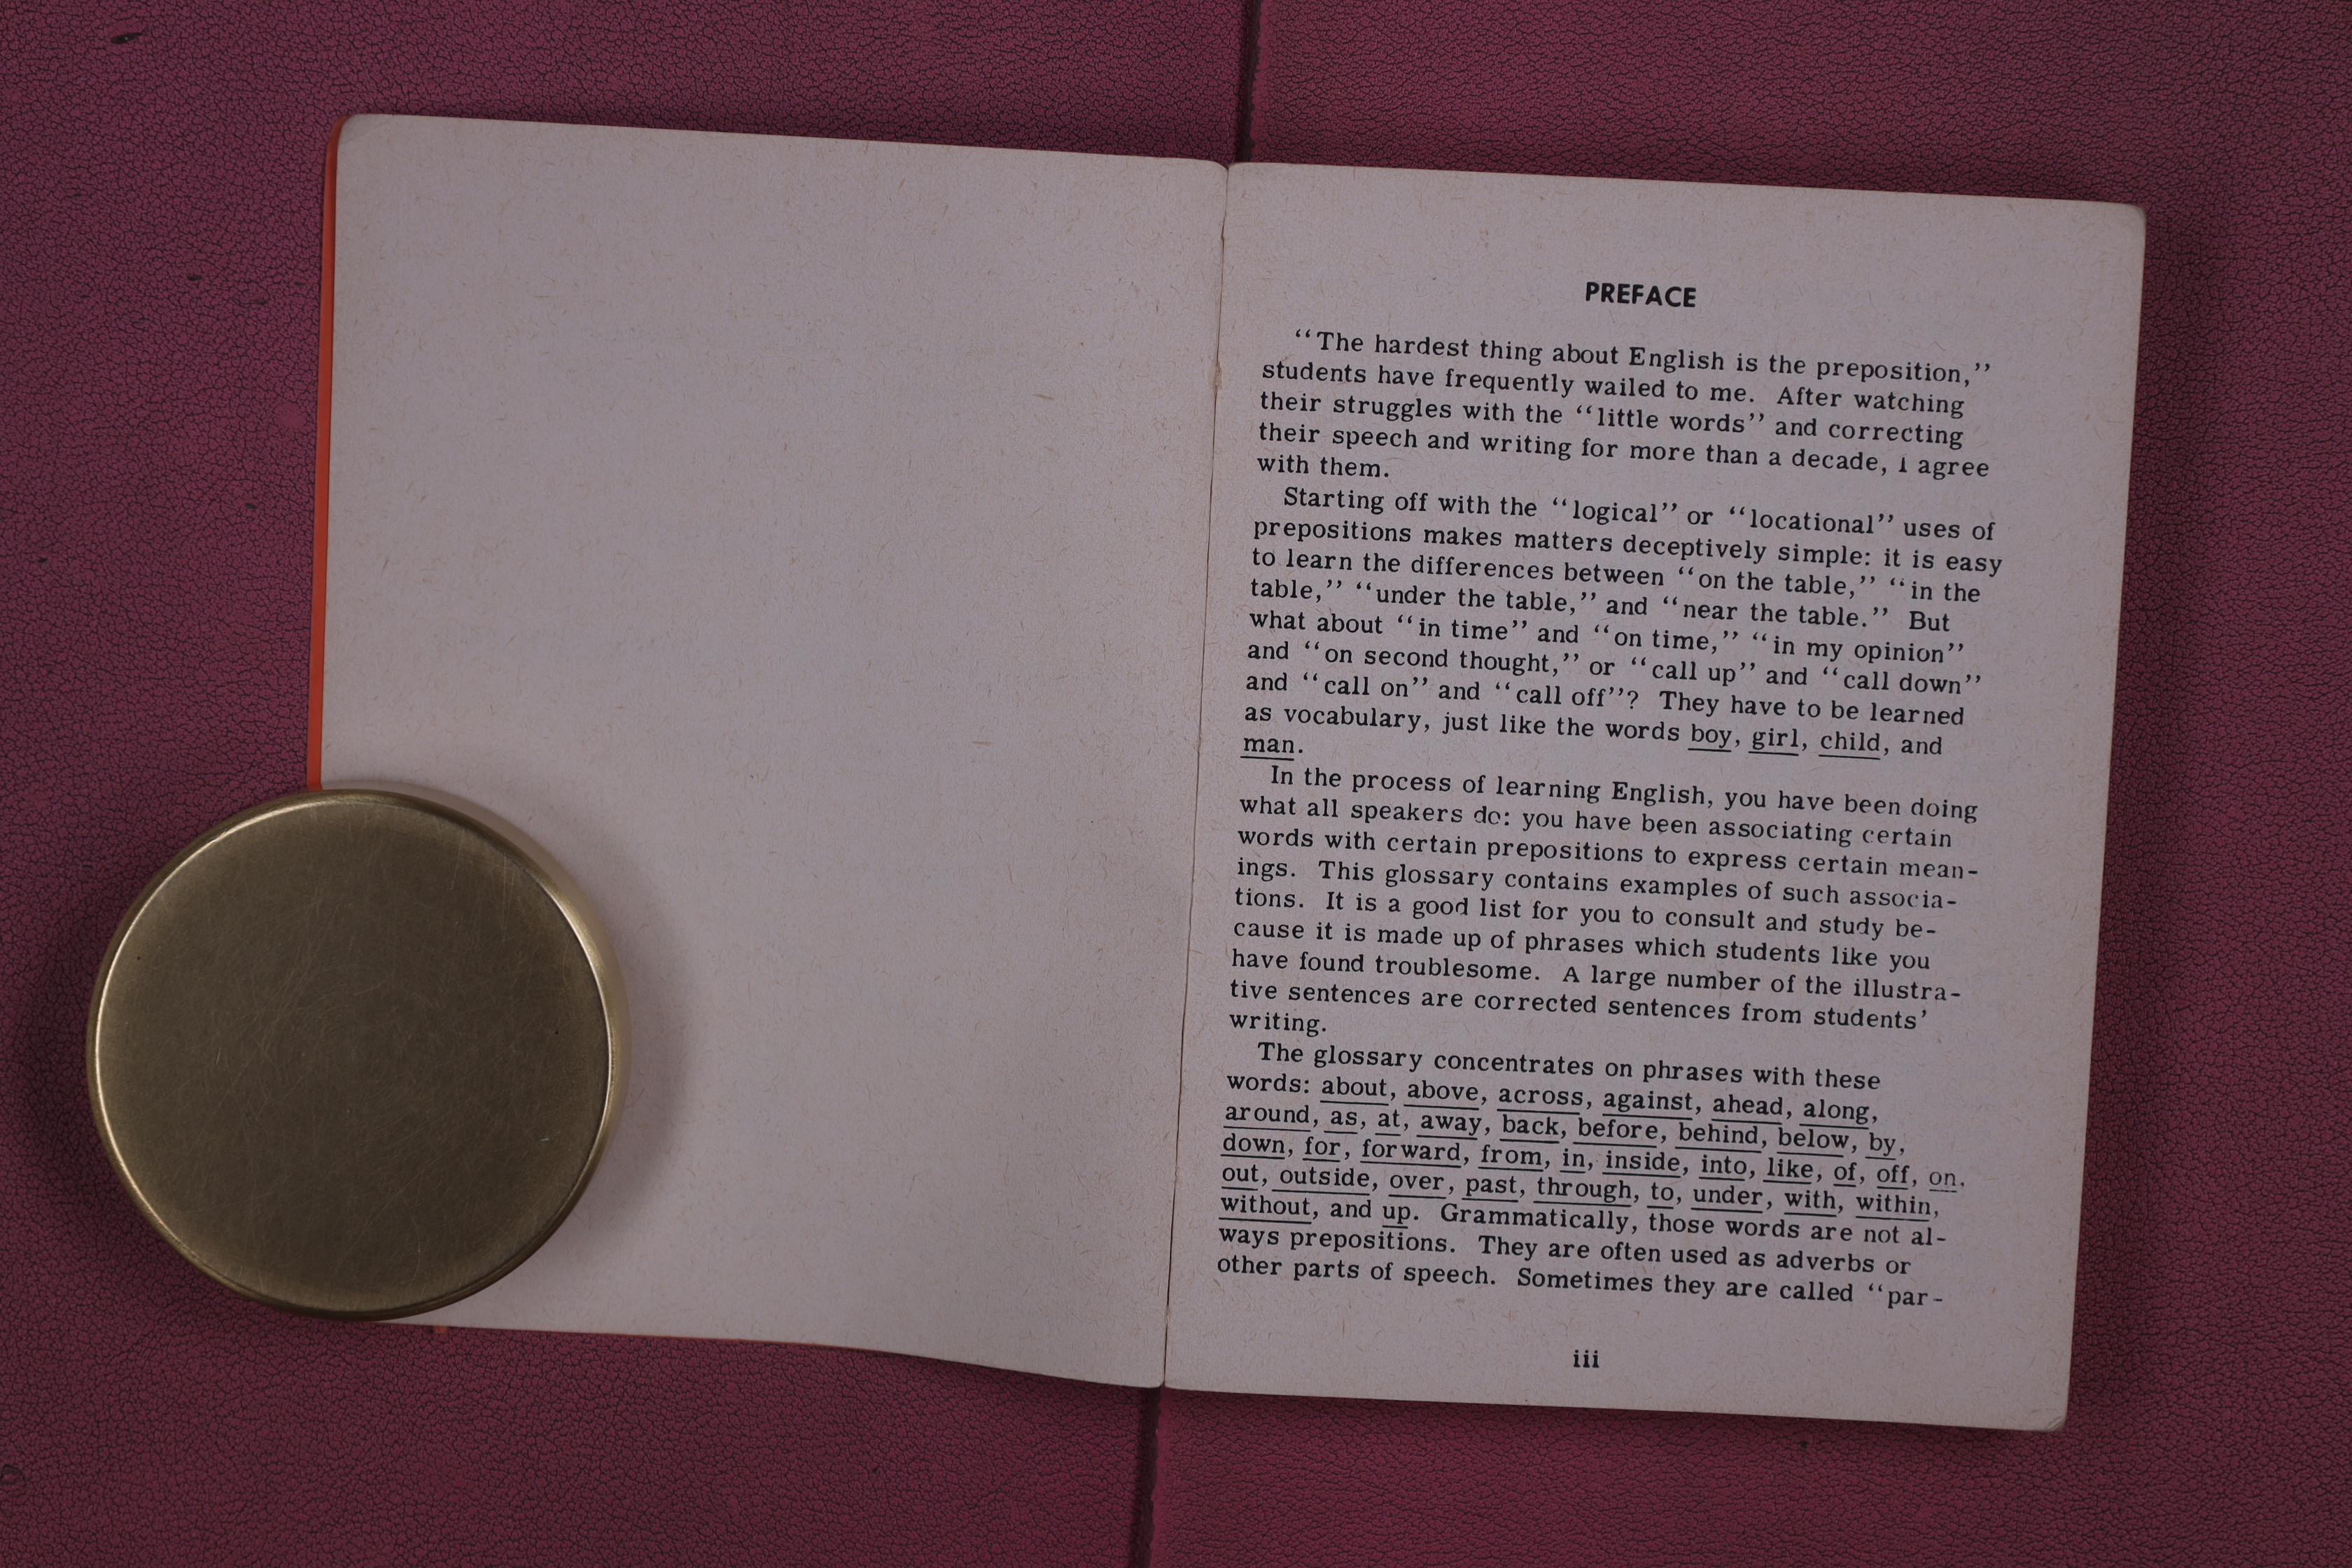 PREFACE
“The hardest thing about English is the preposition,”
students have frequently wailed to me. After watching
their struggles with the “little words” and correcting
their speech and writing for more than a decade, I agree
with them.
Starting off with the “logical” or “locational” uses of
prepositions makes matters deceptively simple: it is easy
to learn the differences between “on the table,” “in the
table,” “under the table,” and “near the table.” But
what about “in time” and “on time,” “in my opinion”
and “on second thought,” or “call up” and “call down”
and “call on” and “call off”? They have to be learned
as vocabulary, just like the words boy, girl, child, and
man.
In the process of learning English, you have been doing
what all speakers do: you have been associating certain
words with certain prepositions to express certain mean-
ings. This glossary contains examples of such associa-
tions. It is a good list for you to consult and study be-
cause it is made up of phrases which students like you
have found troublesome. A large number of the illustra-
tive sentences are corrected sentences from students’
writing.
The glossary concentrates on phrases with these
words: about, above, across, against, ahead, along,
around, as, at, away, back, before, behind, below, by,
down, for, forward, from, in, inside, into, like, of, off, on,
out, outside, over, past, through, to, under, with, within,
without, and up. Grammatically, those words are not al-
ways prepositions. They are often used as adverbs or
other parts of speech. Sometimes they are called “par-
iii